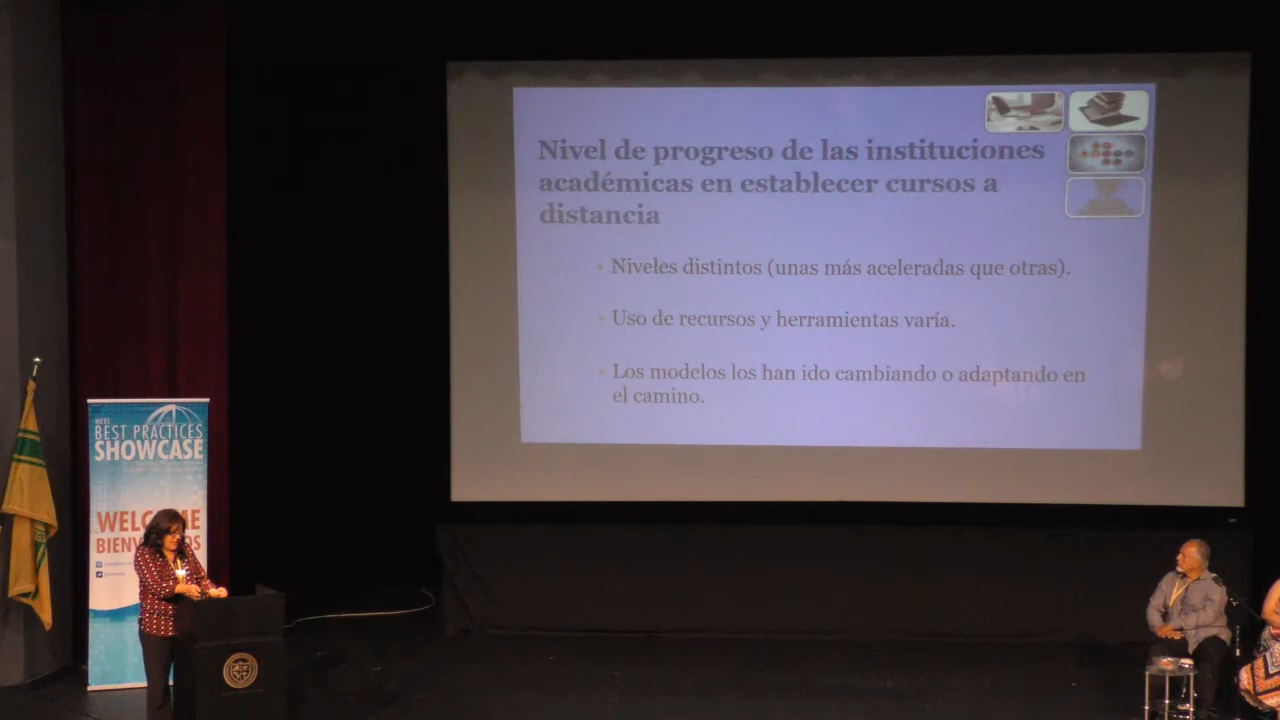 Nivel de progreso de las instituciones
académicas en establecer cursos a
distancia
• Niveles distintos (unas más aceleradas que otras).
• Uso de recursos y herramientas varía.
• Los modelos los han ido cambiando o adaptando en
el camino.
HETS
BEST PRACTICES
SHOWCASE